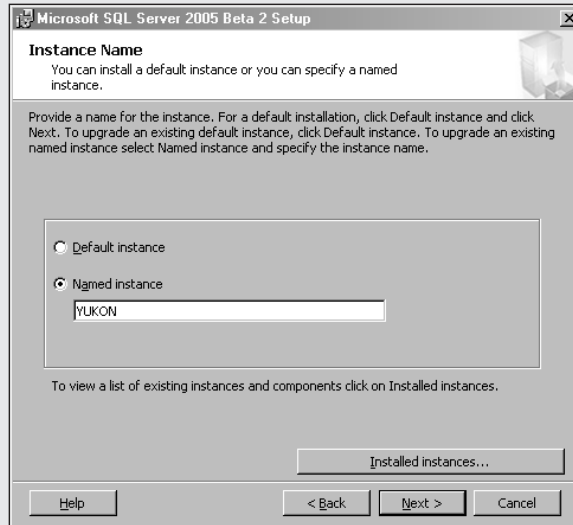 Microsoft SQL Server 2005 Beta 2 Setup
Instance Name
You can install a default instance or you can specify a named
instance.
Provide a name for the instance. For a default installation, click Default instance and click
Next. To upgrade an existing default instance, click Default instance. To upgrade an existing
named instance select Named instance and specify the instance name.
Default instance
Named instance
YUKON
To view a list of existing instances and components click on Installed instances.
Installed instances...
Help
< Back
Next >
Cancel